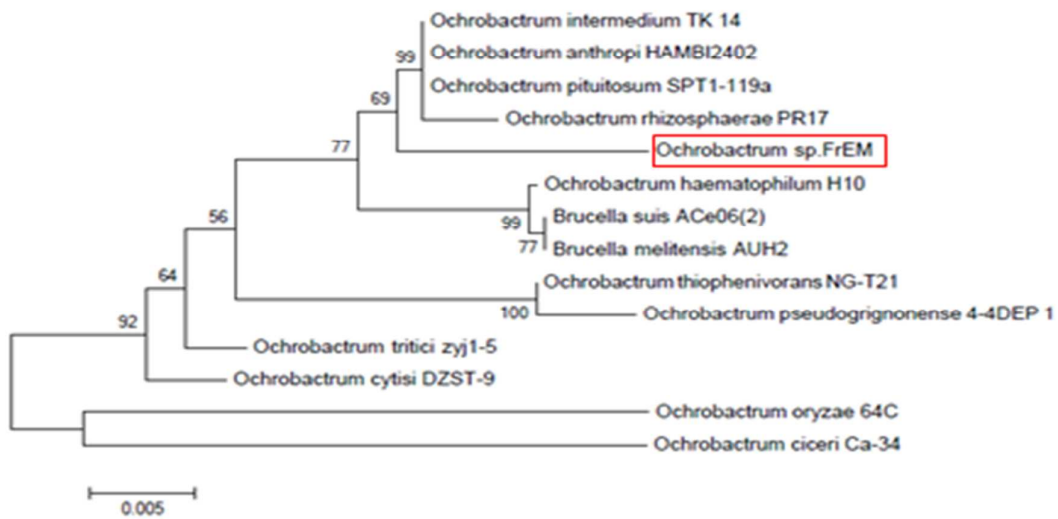 Ochrobactrum intermedium TK 14
99
Ochrobactrum anthropi HAMBI2402
Ochrobactrum pituitosum SPT1-119a
69
Ochrobactrum rhizosphaerae PR17
77
Ochrobactrum sp.FrEM
Ochrobactrum haematophilum H10
56
99
Brucella suis ACe06(2)
77
Brucella melitensis AUH2
64
Ochrobactrum thiophenivorans NG-T21
100
Ochrobactrum pseudogrignonense 4-4DEP 1
92
Ochrobactrum tritici zyj1-5
Ochrobactrum cytisi DZST-9
Ochrobactrum oryzae 64C
Ochrobactrum ciceri Ca-34
0.005